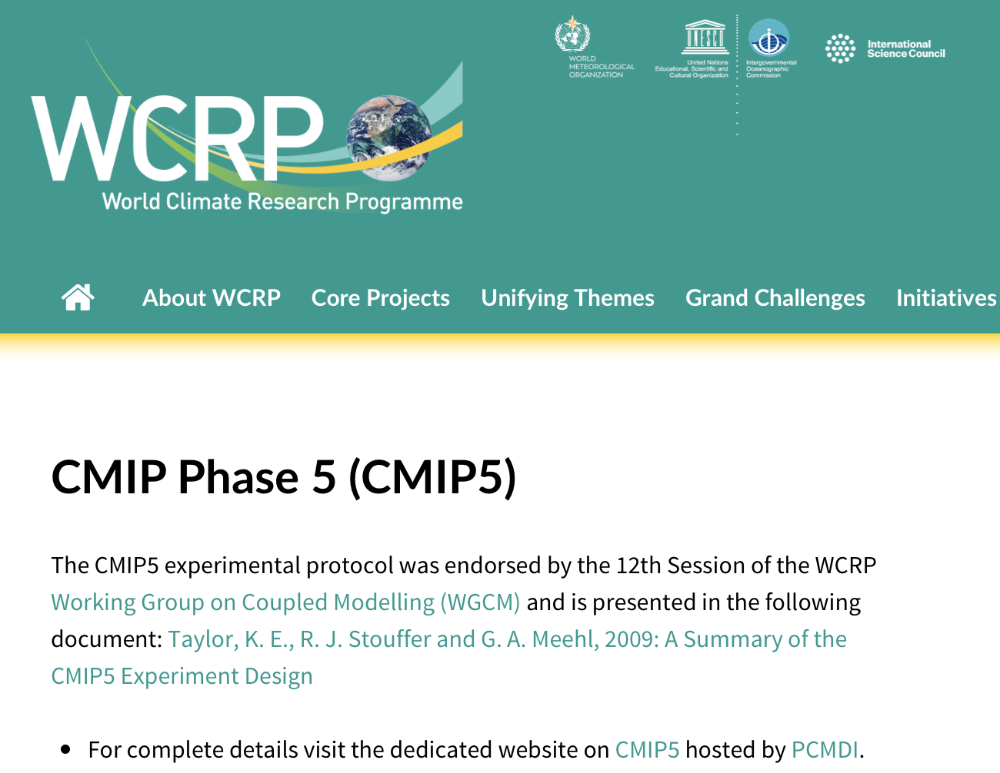 WORLD
METEOROLOGICAL
ORGANIZATION
UNESCO
United Nations
Educational, Scientific and
Cultural Organization
Intergovernmental
Oceanographic
Commission
International
Science Council
WCRP
World Climate Research Programme
About WCRP Core Projects Unifying Themes Grand Challenges Initiatives
CMIP Phase 5 (CMIP5)
The CMIP5 experimental protocol was endorsed by the 12th Session of the WCRP
Working Group on Coupled Modelling (WGCM) and is presented in the following
document: Taylor, K. E., R. J. Stouffer and G. A. Meehl, 2009: A Summary of the
CMIP5 Experiment Design
• For complete details visit the dedicated website on CMIP5 hosted by PCMDI.